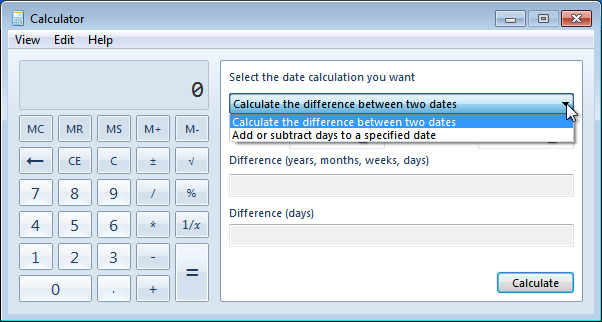 Calculator
View Edit Help
0
MC MR MS M+ M-
← CE C ± √
7 8 9 / %
4 5 6 * 1/x
1 2 3 - =
0 . +
Select the date calculation you want
Calculate the difference between two dates
Calculate the difference between two dates
Add or subtract days to a specified date
Difference (years, months, weeks, days)
Difference (days)
Calculate